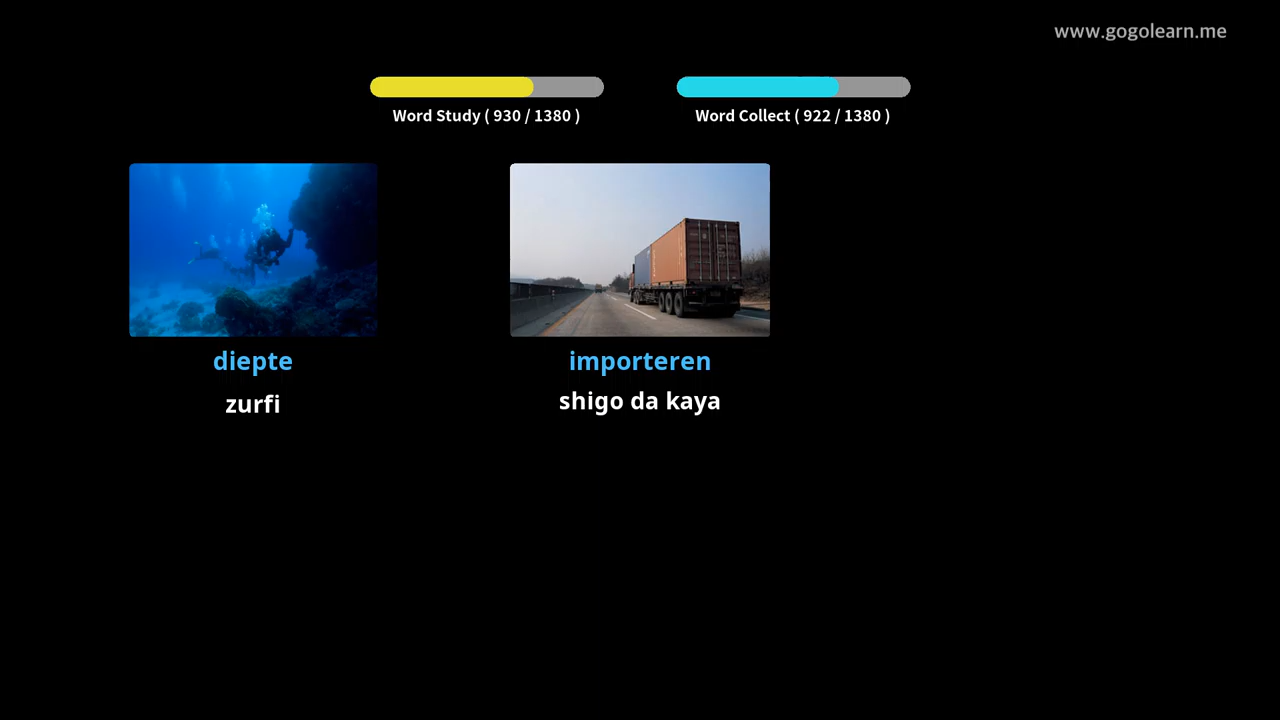 www.gogolearn.me
Word Study ( 930 / 1380 )
Word Collect ( 922 / 1380 )
diepte
zurfi
importeren
shigo da kaya